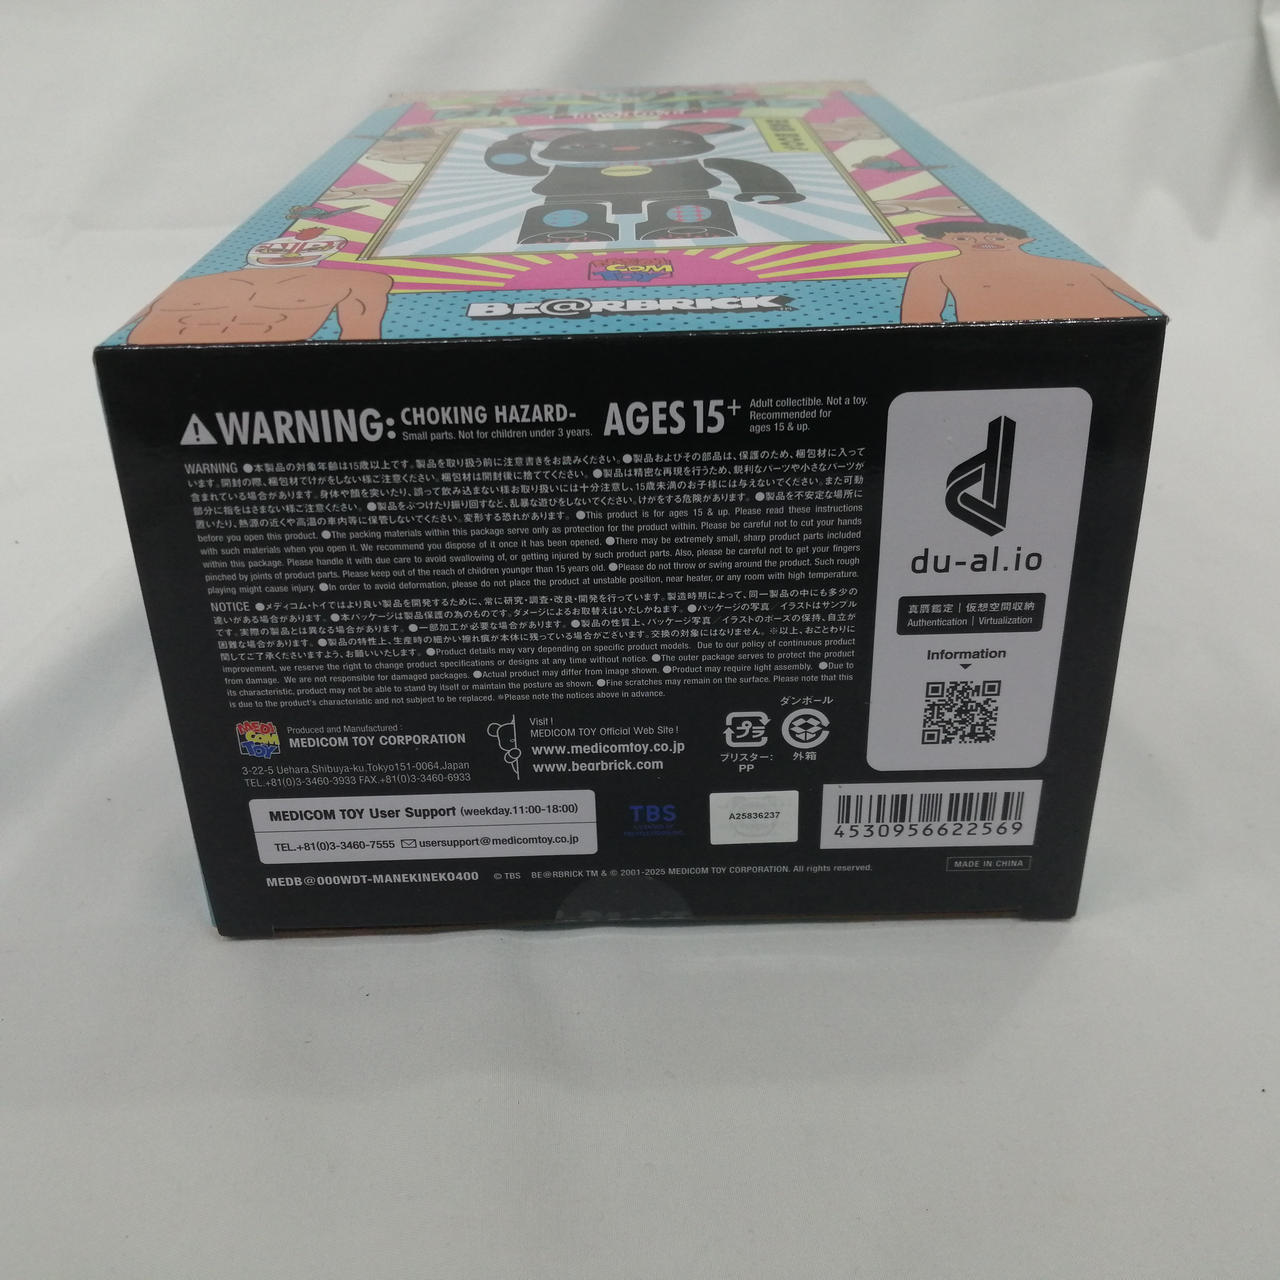 MEDI COM TOY
BE@RBRICK TM
WARNING: CHOKING HAZARD-
Small parts. Not for children under 3 years.
AGES 15+
Adult collectible. Not a toy.
Recommended for
ages 15 & up.
WARNING ●本製品の対象年齢は15歳以上です。製品を取り扱う前に注意書きをお読みください。●製品およびその部品は、保護のため、梱包材に入って
います。開封の際、梱包材でけがをしない様ご注意ください。梱包材は開封後に捨ててください。●製品は精密な再現を行うため、鋭利なパーツや小さなパーツが
含まれている場合があります。身体や顔を突いたり、誤って飲み込まない様お取り扱いには十分注意し、15歳未満のお子様には与えないでください。また可動
部分に指をはさまない様ご注意ください。●製品をぶつけたり振り回すなど、乱暴な遊びをしないでください。けがをする危険があります。●製品を不安定な場所に
置いたり、熱源の近くや高温の車内等に保管しないでください。変形する恐れがあります。●This product is for ages 15 & up. Please read these instructions
before you open this product. ●The packing materials within this package serve only as protection for the product within. Please be careful not to cut your hands
with such materials when you open it. We recommend you dispose of it once it has been opened. ●There may be extremely small, sharp product parts included
within this package. Please handle it with due care to avoid swallowing of, or getting injured by such product parts. Also, please be careful not to get your fingers
pinched by joints of product parts. Please keep out of the reach of children younger than 15 years old. ●Please do not throw or swing around the product. Such rough
playing might cause injury. ●In order to avoid deformation, please do not place the product at unstable position, near heater, or any room with high temperature.
NOTICE ●メディコム・トイではより良い製品を開発するために、常に研究・調査・改良・開発を行っています。製造時期によって、同一製品の中にも多少の
違いがある場合があります。●本パッケージは製品保護の為のものです。ダメージによるお取替えはいたしかねます。●パッケージの写真／イラストはサンプル
です。実際の製品とは異なる場合があります。●一部加工が必要な場合があります。●製品の性質上、パッケージ写真／イラストのポーズの保持、自立が
困難な場合があります。●製品の特性上、生産時の細かい擦れ痕が本体に残っている場合がございます。交換の対象にはなりません。※以上、おことわりに
関してご了承くださいますよう、お願いいたします。●Product details may vary depending on specific product models. Due to our policy of continuous product
improvement, we reserve the right to change product specifications or designs at any time without notice. ●The outer package serves to protect the product
from damage. We are not responsible for damaged packages. ●Actual product may differ from image shown. ●Product may require light assembly. ●Due to
its characteristic, product may not be able to stand by itself or maintain the posture as shown. ●Fine scratches may remain on the surface. Please note that this
is due to the product's characteristic and not subject to be replaced. ※Please note the notices above in advance.
du-al.io
真贋鑑定｜仮想空間収納
Authentication｜Virtualization
Information
MEDI COM TOY
Produced and Manufactured :
MEDICOM TOY CORPORATION
3-22-5 Uehara.Shibuya-ku,Tokyo151-0064,Japan
TEL.+81(0)3-3460-3933 FAX.+81(0)3-3460-6933
Visit !
MEDICOM TOY Official Web Site !
www.medicomtoy.co.jp
www.bearbrick.com
プラ
ブリスター:
PP
ダンボール
外箱
MEDICOM TOY User Support (weekday.11:00-18:00)
TEL.+81(0)3-3460-7555 usersupport@medicomtoy.co.jp
TBS
A25836237
4530956622569
MADE IN CHINA
MEDB@000WDT-MANEKINEKO400 © TBS BE@RBRICK TM & © 2001-2025 MEDICOM TOY CORPORATION. All rights reserved.